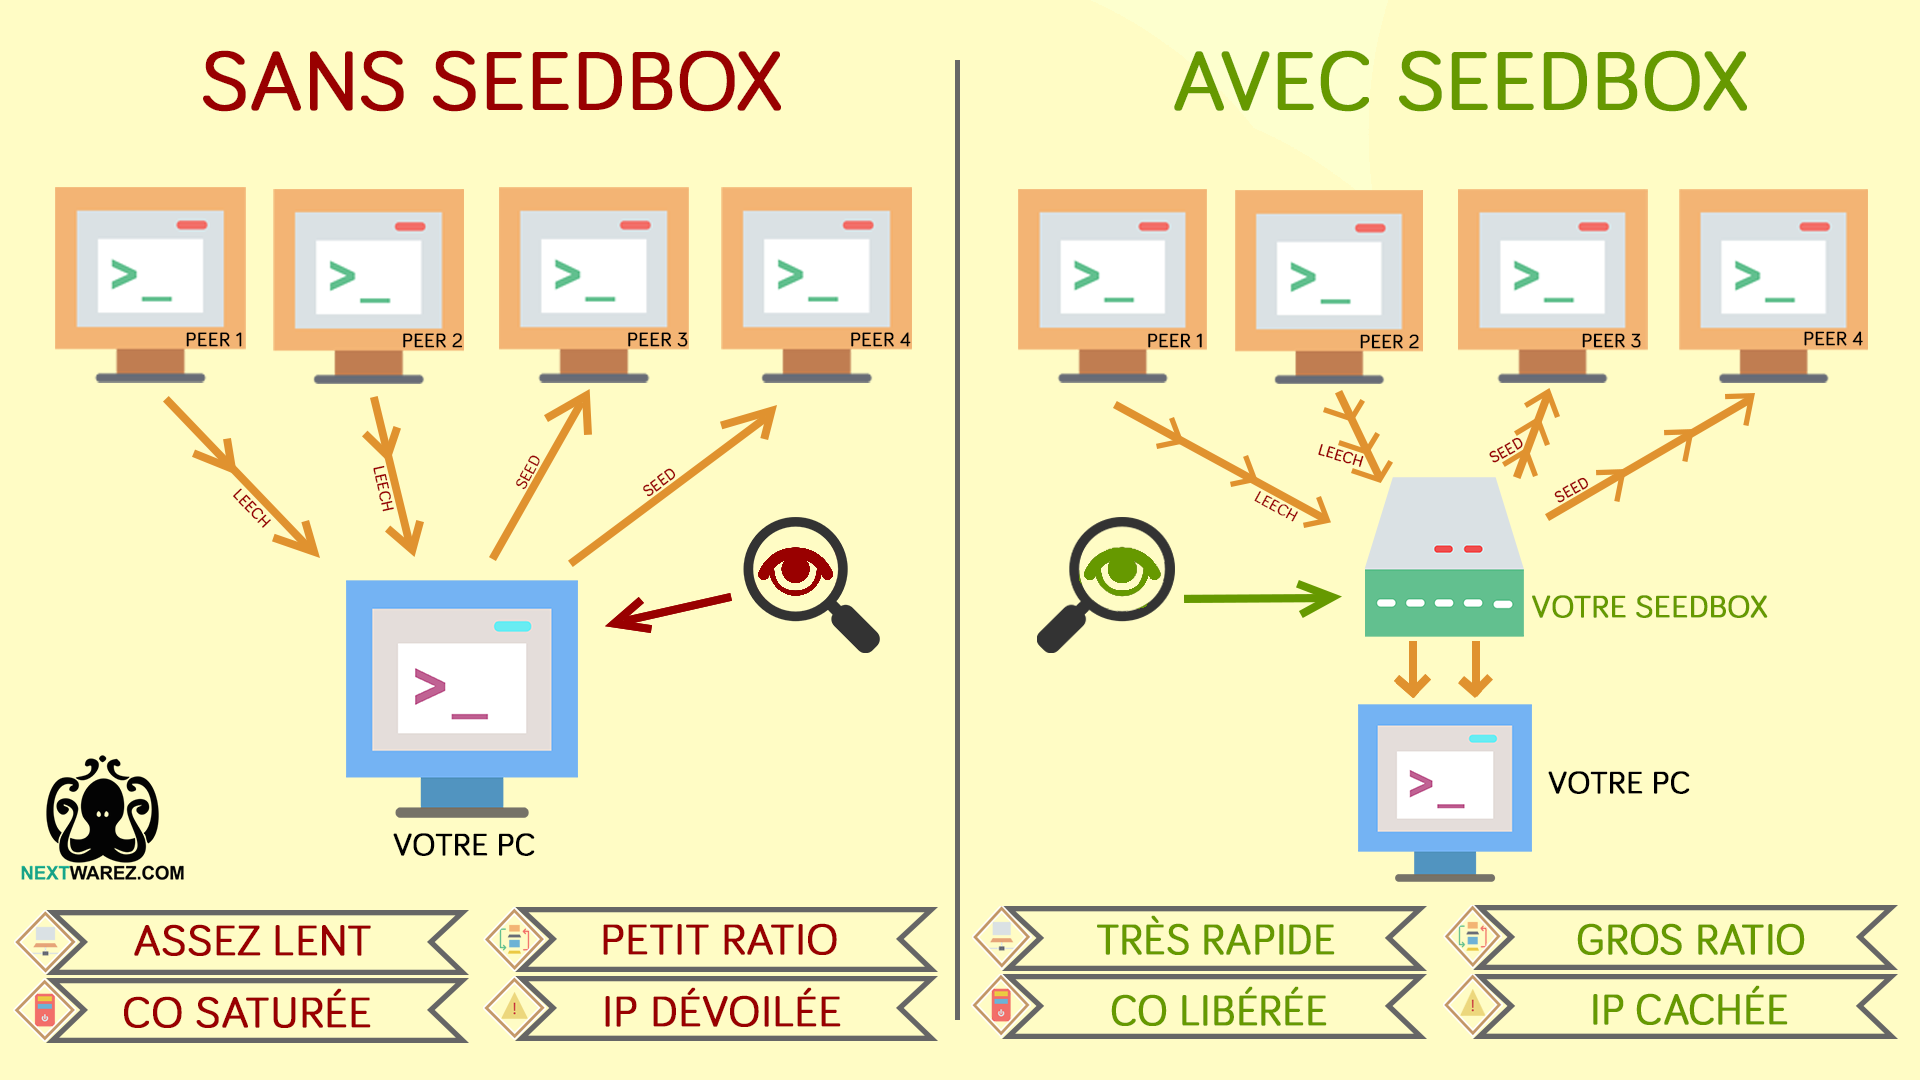 SANS SEEDBOX
>_
PEER 1
>_
PEER 2
>_
PEER 3
>_
PEER 4
LEECH
LEECH
SEED
SEED
>_
VOTRE PC
NEXTWAREZ.COM
ASSEZ LENT
PETIT RATIO
CO SATURÉE
! IP DÉVOILÉE
AVEC SEEDBOX
>_
PEER 1
>_
PEER 2
>_
PEER 3
>_
PEER 4
LEECH
LEECH
SEED
SEED
VOTRE SEEDBOX
>_
VOTRE PC
TRÈS RAPIDE
GROS RATIO
CO LIBÉRÉE
! IP CACHÉE